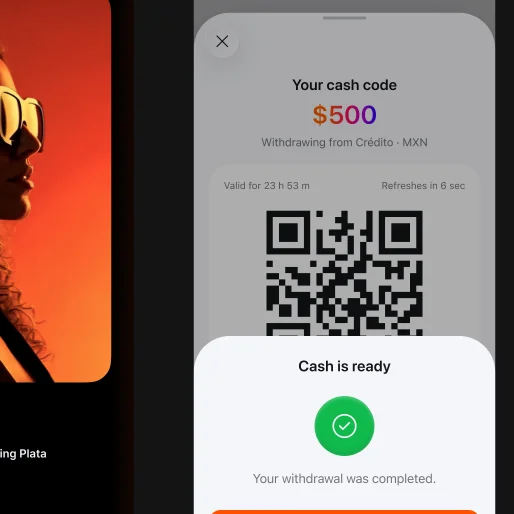 Your cash code
$500
Withdrawing from Crédito · MXN
Valid for 23 h 53 m
Refreshes in 6 sec
Cash is ready
Your withdrawal was completed.
ing Plata